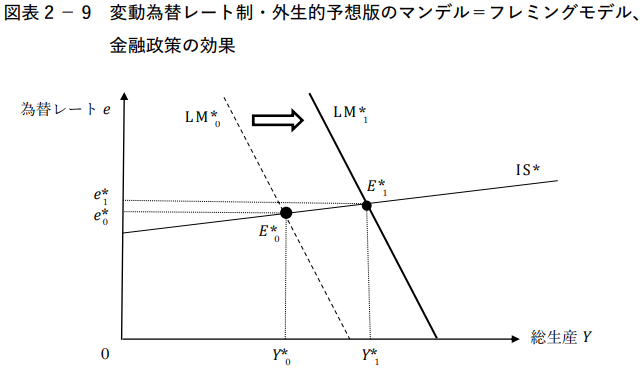 図表2－9 変動為替レート制・外生的予想版のマンデル＝フレミングモデル、
金融政策の効果
為替レート e
LM*0
LM*1
IS*
e*1
e*0
E*1
E*0
0
Y*0
Y*1
総生産 Y